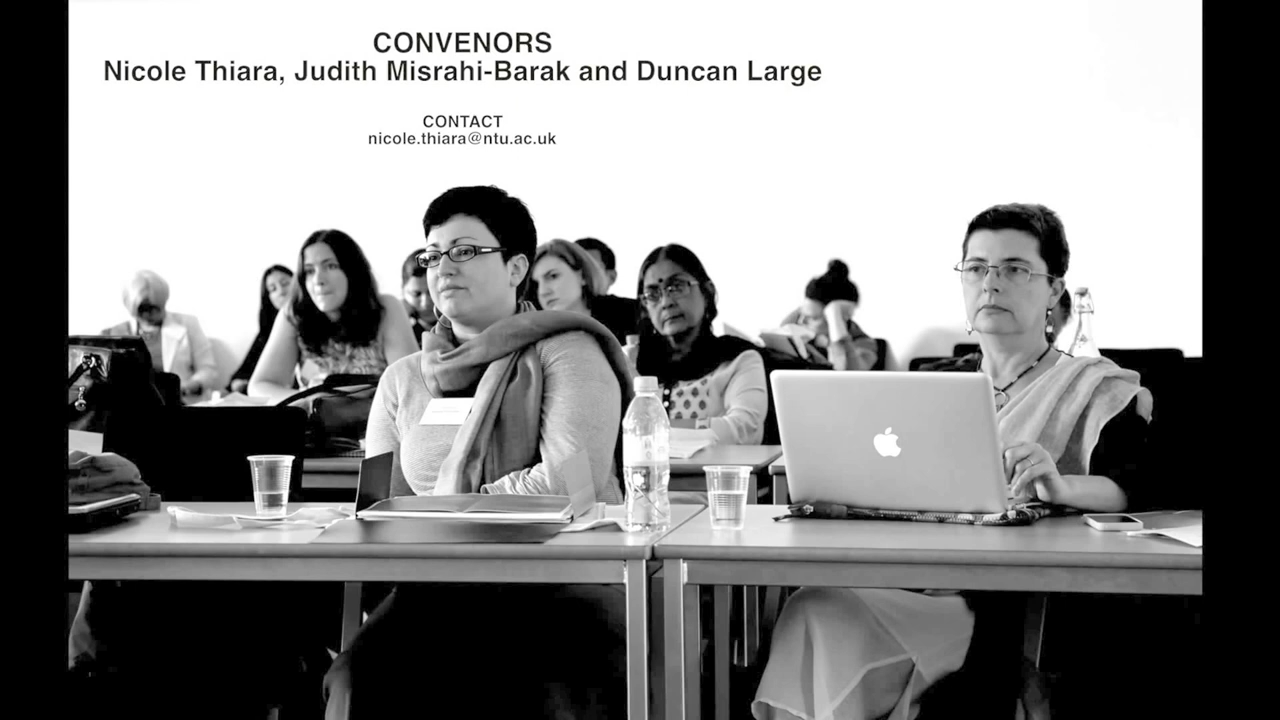 CONVENORS
Nicole Thiara, Judith Misrahi-Barak and Duncan Large
CONTACT
nicole.thiara@ntu.ac.uk